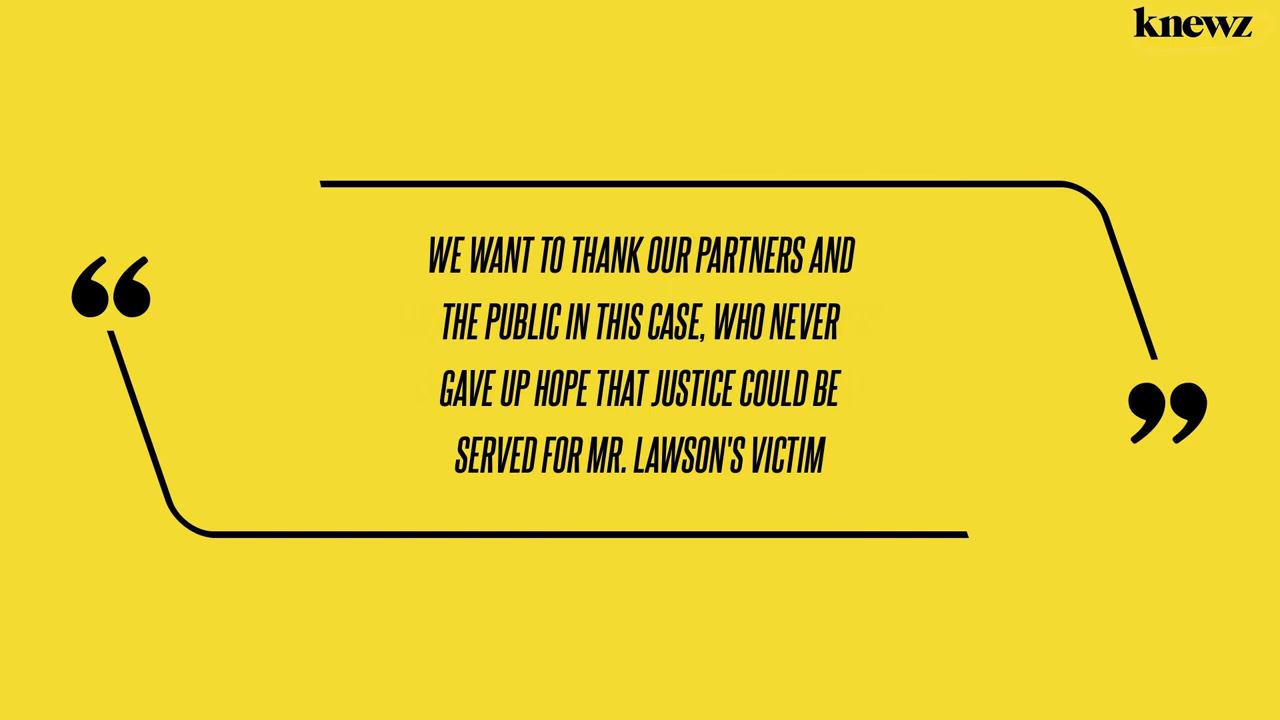 knewz
“
WE WANT TO THANK OUR PARTNERS AND
THE PUBLIC IN THIS CASE, WHO NEVER
GAVE UP HOPE THAT JUSTICE COULD BE
SERVED FOR MR. LAWSON'S VICTIM
”